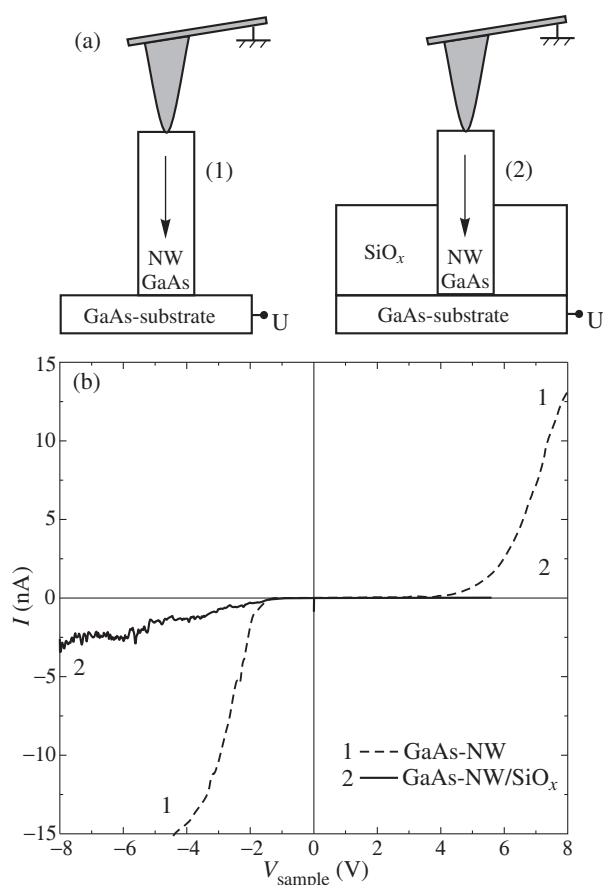 (a)
(1)
NW
GaAs
GaAs-substrate
U
(2)
SiOₓ
NW
GaAs
GaAs-substrate
U
(b)
15
10
5
0
−5
−10
−15
I (nA)
1
2
2
1
1 GaAs-NW
2 GaAs-NW/SiOₓ
−8 −6 −4 −2 0 2 4 6 8
V_sample (V)